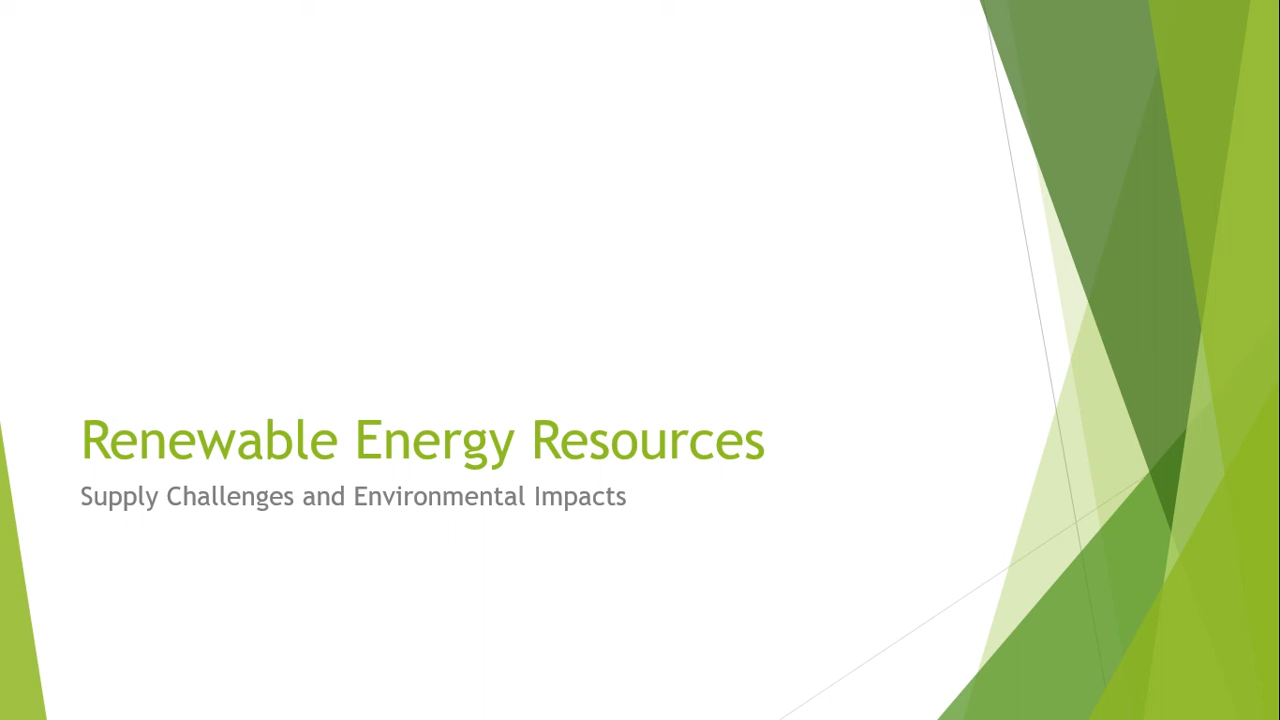 Renewable Energy Resources
Supply Challenges and Environmental Impacts